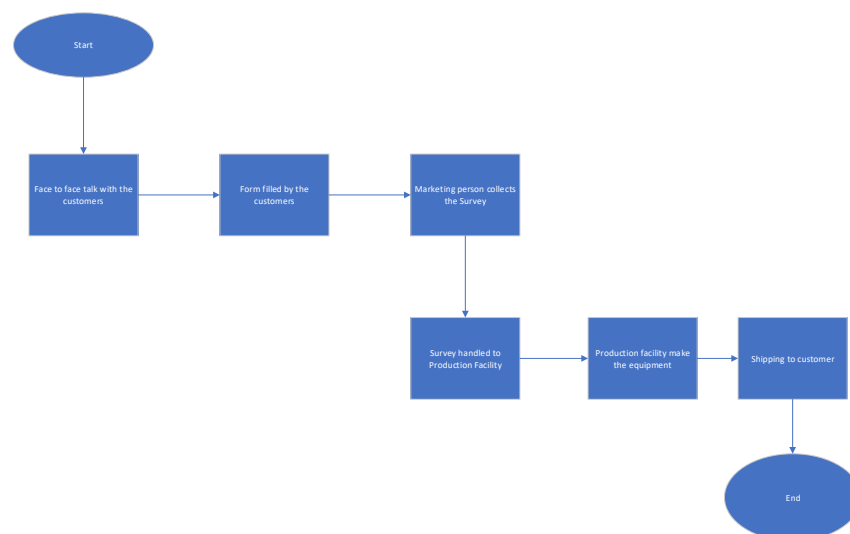 Start
Face to face talk with the
customers
Form filled by the
customers
Marketing person collects
the Survey
Survey handled to
Production Facility
Production facility make
the equipment
Shipping to customer
End